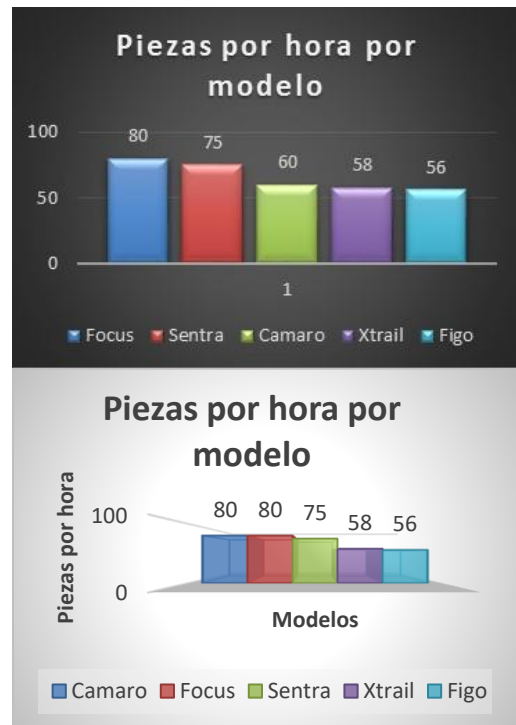 Piezas por hora por
modelo
100
80 75 60 58 56
50
0
1
Focus Sentra Camaro Xtrail Figo
Piezas por hora por
modelo
Piezas por hora
100
80 80 75 58 56
0
Modelos
Camaro Focus Sentra Xtrail Figo